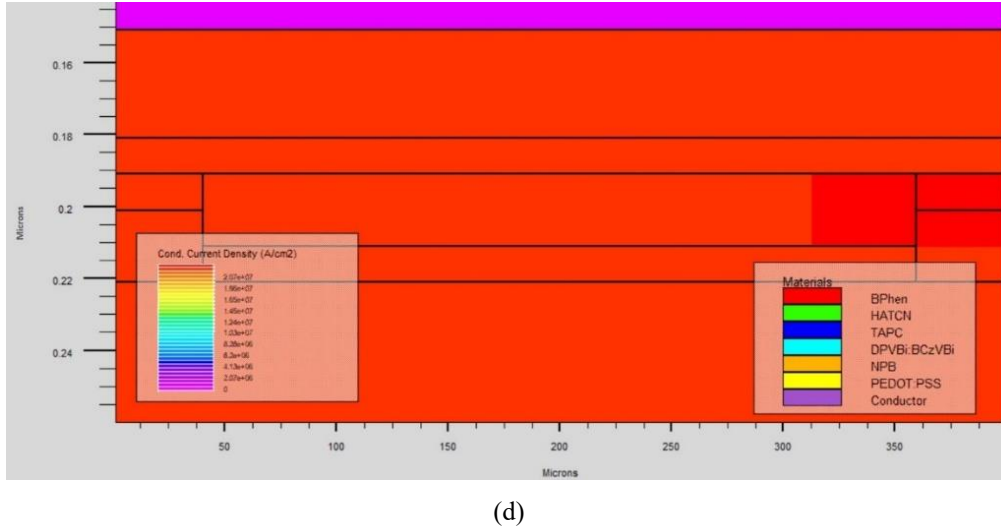 0.16
0.18
0.2
0.22
0.24
Microns
Cond. Current Density (A/cm2)
2.07e+07
1.86e+07
1.65e+07
1.45e+07
1.24e+07
1.03e+07
8.28e+06
6.2e+06
4.13e+06
2.07e+06
0
Materials
BPhen
HATCN
TAPC
DPVBi:BCzVBi
NPB
PEDOT:PSS
Conductor
50
100
150
200
250
300
350
Microns
(d)